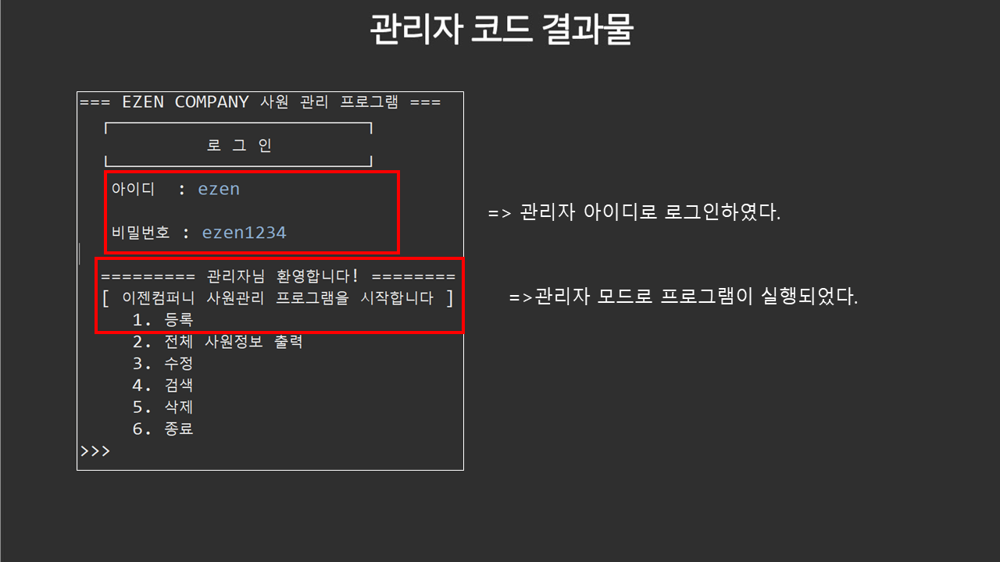 관리자 코드 결과물
=== EZEN COMPANY 사원 관리 프로그램 ===
로 그 인
아이디 : ezen
=> 관리자 아이디로 로그인하였다.
비밀번호 : ezen1234
========= 관리자님 환영합니다! ========
[ 이젠컴퍼니 사원관리 프로그램을 시작합니다 ]
=>관리자 모드로 프로그램이 실행되었다.
1. 등록
2. 전체 사원정보 출력
3. 수정
4. 검색
5. 삭제
6. 종료
>>>